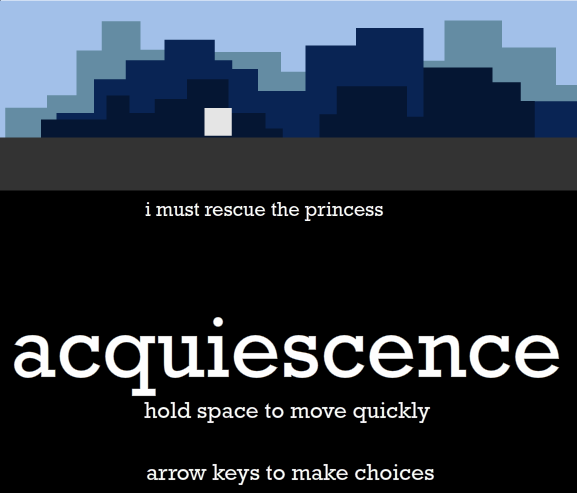 i must rescue the princess
acquiescence
hold space to move quickly
arrow keys to make choices